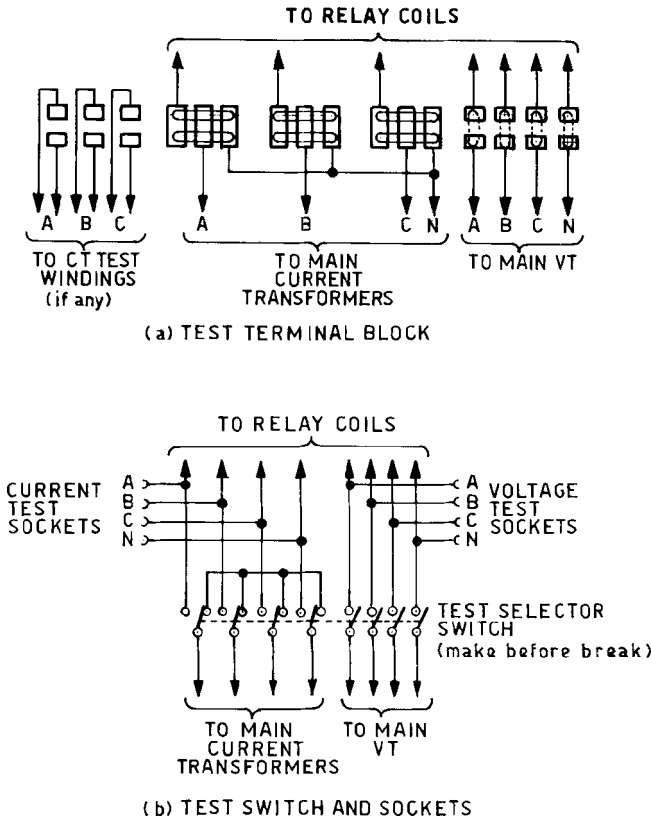 TO RELAY COILS
A B C
A B C N
A B C N
TO CT TEST
WINDINGS
(if any)
TO MAIN
CURRENT
TRANSFORMERS
TO MAIN VT
(a) TEST TERMINAL BLOCK
TO RELAY COILS
CURRENT
TEST
SOCKETS
A
B
C
N
A
B
C
N
VOLTAGE
TEST
SOCKETS
TEST SELECTOR
SWITCH
(make before break)
TO MAIN
CURRENT
TRANSFORMERS
TO MAIN
VT
(b) TEST SWITCH AND SOCKETS